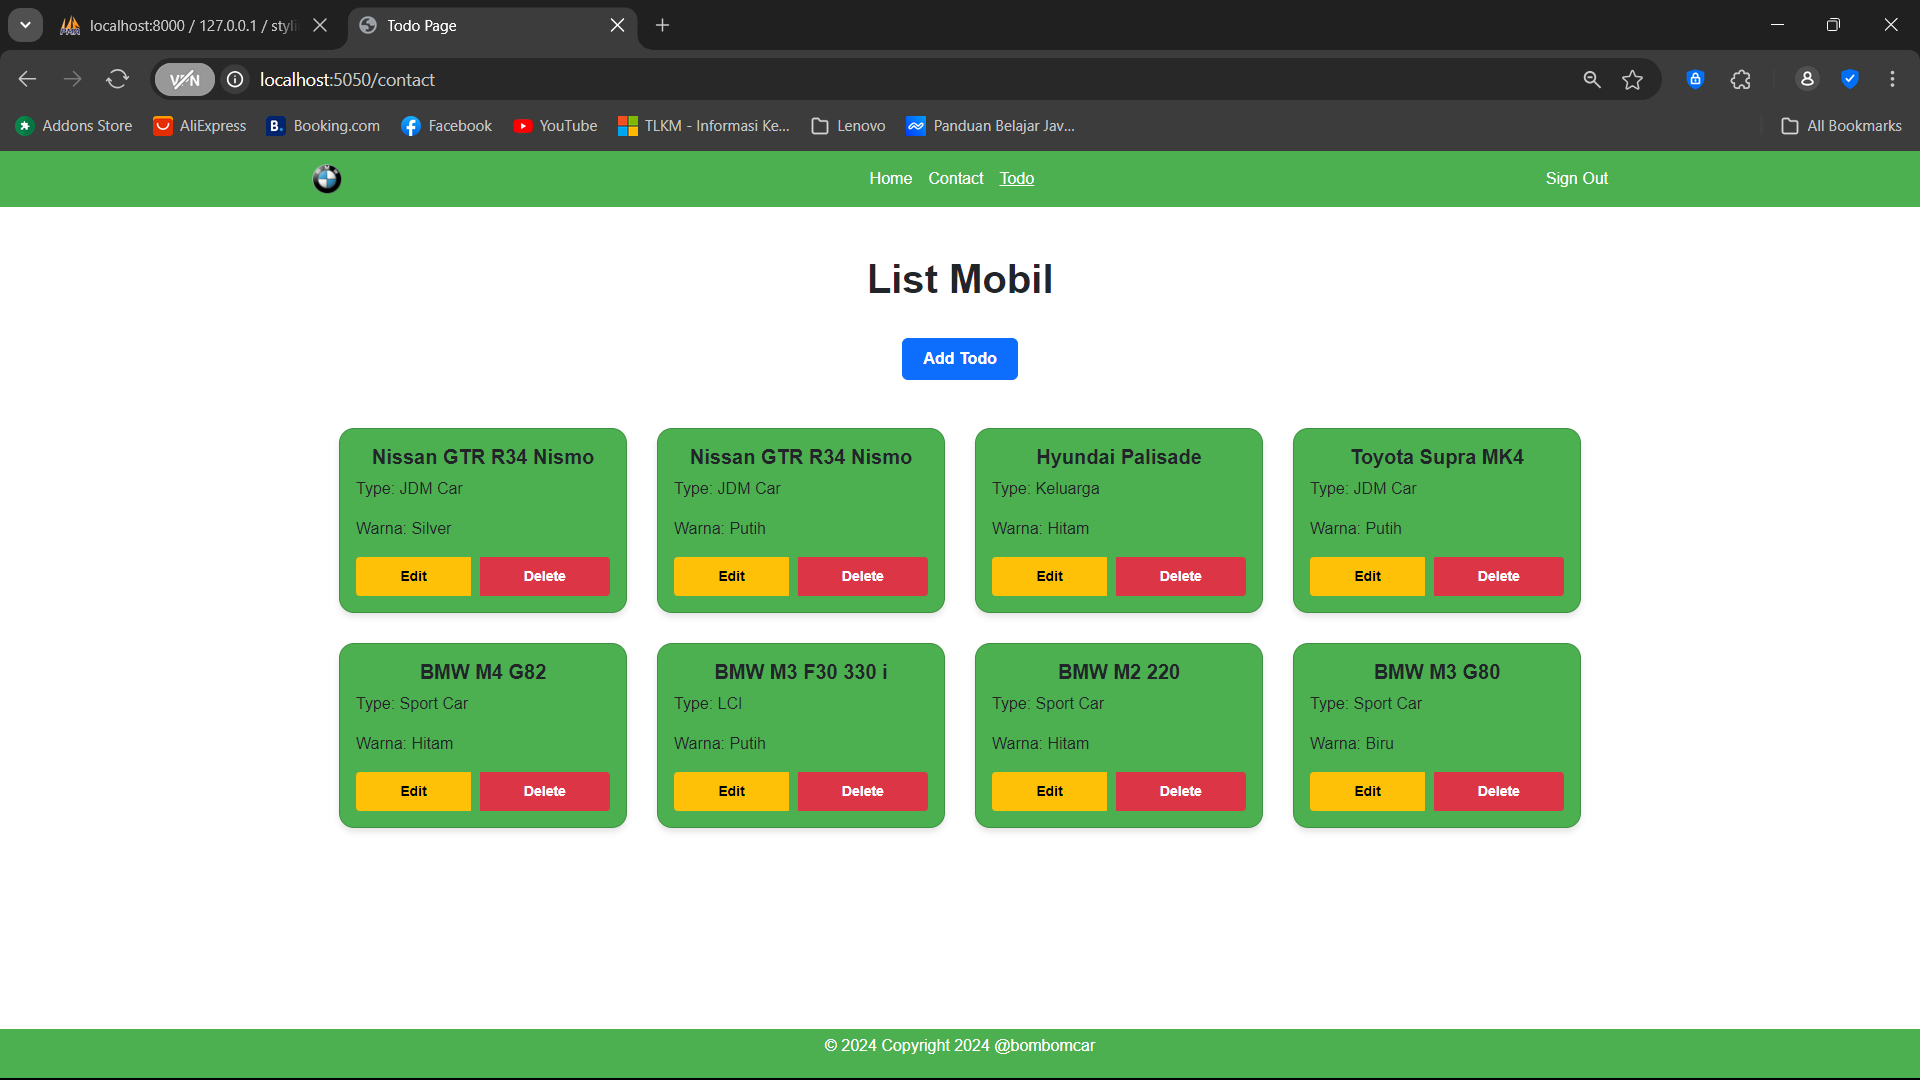 localhost:8000 / 127.0.0.1 / styli
Todo Page
VPN
localhost:5050/contact
Addons Store
AliExpress
Booking.com
Facebook
YouTube
TLKM - Informasi Ke...
Lenovo
Panduan Belajar Jav...
All Bookmarks
Home Contact Todo
Sign Out
List Mobil
Add Todo
Nissan GTR R34 Nismo
Type: JDM Car
Warna: Silver
Edit Delete
Nissan GTR R34 Nismo
Type: JDM Car
Warna: Putih
Edit Delete
Hyundai Palisade
Type: Keluarga
Warna: Hitam
Edit Delete
Toyota Supra MK4
Type: JDM Car
Warna: Putih
Edit Delete
BMW M4 G82
Type: Sport Car
Warna: Hitam
Edit Delete
BMW M3 F30 330 i
Type: LCI
Warna: Putih
Edit Delete
BMW M2 220
Type: Sport Car
Warna: Hitam
Edit Delete
BMW M3 G80
Type: Sport Car
Warna: Biru
Edit Delete
© 2024 Copyright 2024 @bombomcar